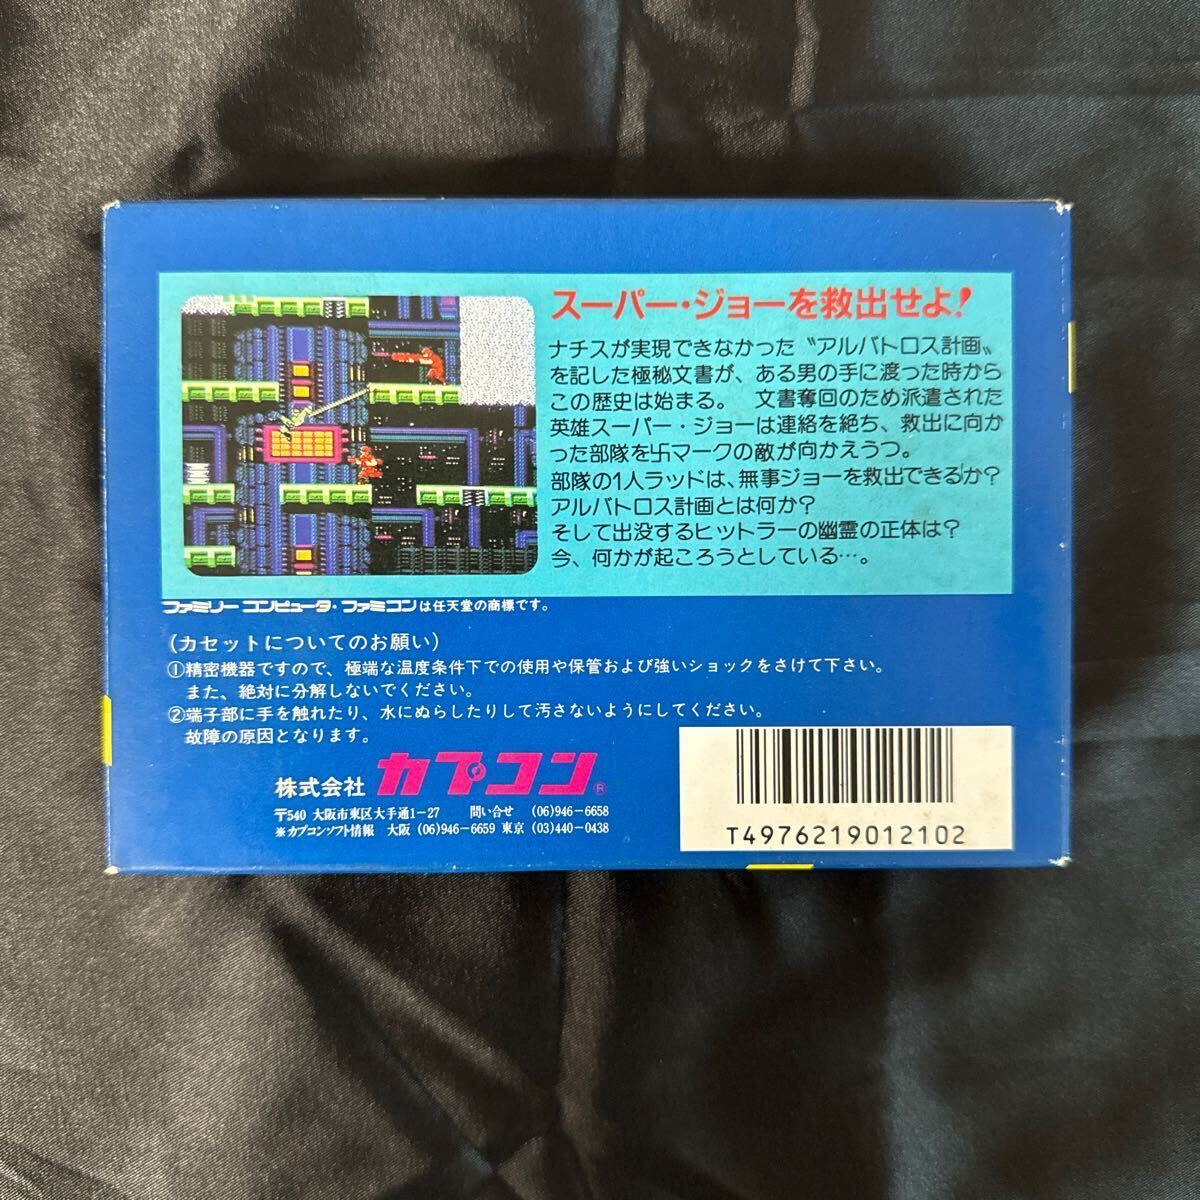 スーパー・ジョーを救出せよ!
ナチスが実現できなかった〝アルバトロス計画〟
を記した極秘文書が、ある男の手に渡った時から
この歴史は始まる。 文書奪回のため派遣された
英雄スーパー・ジョーは連絡を絶ち、救出に向か
った部隊を卐マークの敵が向かえうつ。
部隊の1人ラッドは、無事ジョーを救出できるか?
アルバトロス計画とは何か?
そして出没するヒットラーの幽霊の正体は?
今、何かが起ころうとしている…。
ファミリーコンピュータ・ファミコンは任天堂の商標です。
(カセットについてのお願い)
①精密機器ですので、極端な温度条件下での使用や保管および強いショックをさけて下さい。
また、絶対に分解しないでください。
②端子部に手を触れたり、水にぬらしたりして汚さないようにしてください。
故障の原因となります。
株式会社 カプコン®
〒540 大阪市東区大手通1-27 問い合せ (06)946-6658
※カプコンソフト情報 大阪 (06)946-6659 東京 (03)440-0438
T4976219012102